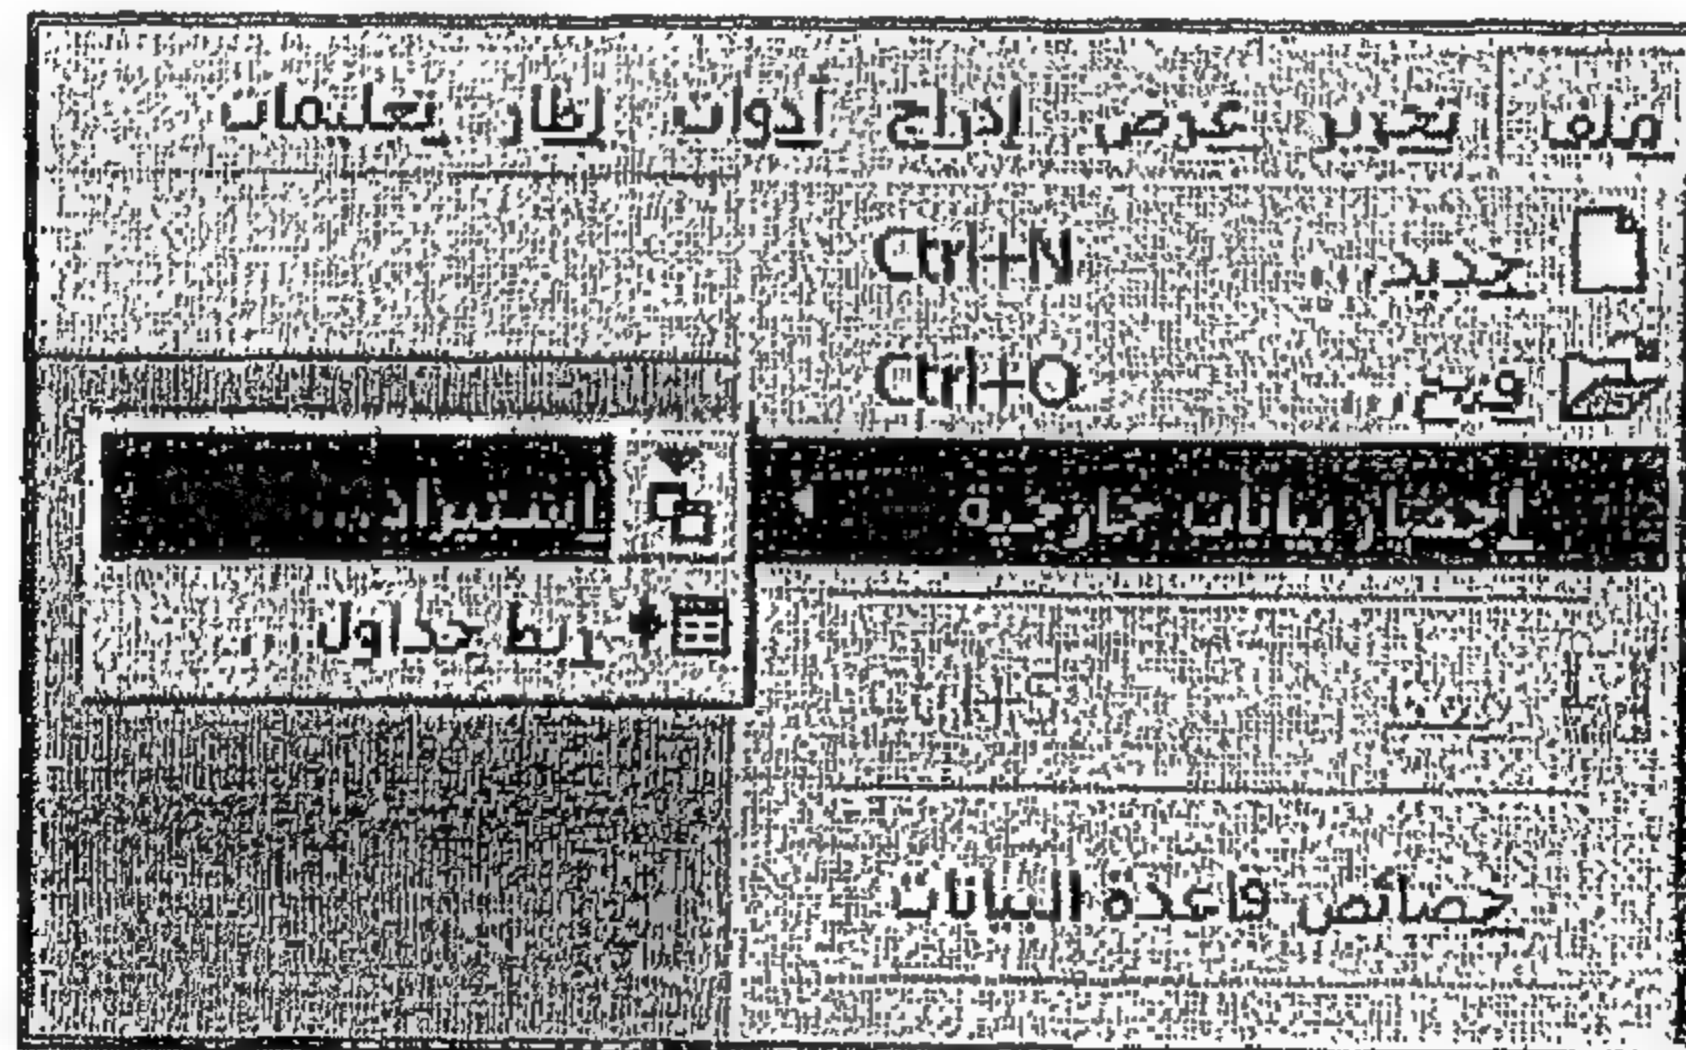 ملف تحرير عرض إدراج أدوات إطار تعليمات
جديد... Ctrl+N
فتح... Ctrl+O
إحضار بيانات خارجية
استيراد...
ربط جداول...
Ctrl+S
خصائص قاعدة البيانات